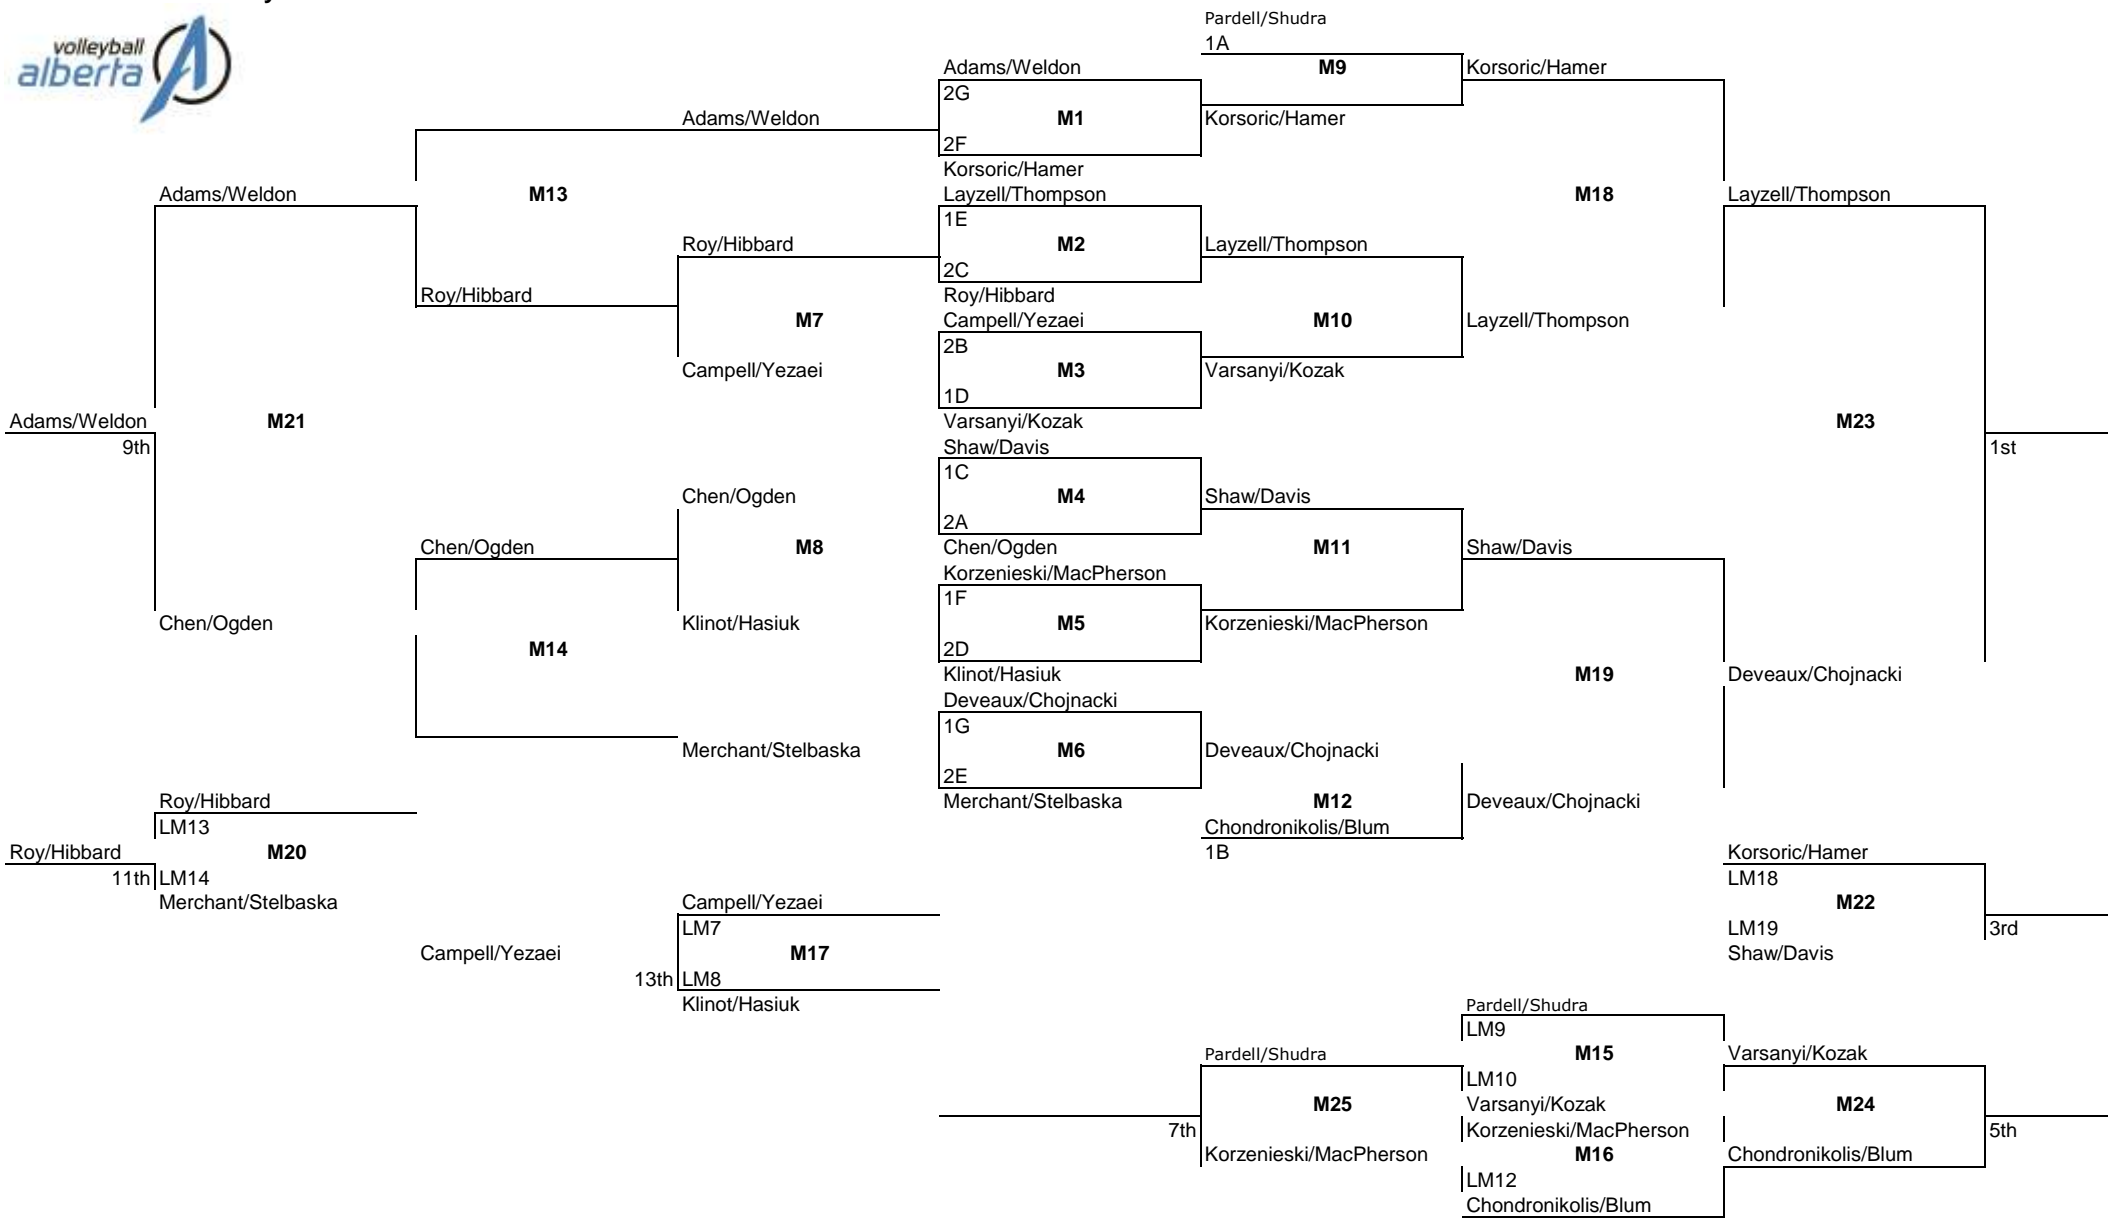 volleyball
alberta
Pardell/Shudra
1A
Adams/Weldon M9 Korsoric/Hamer
2G
Adams/Weldon M1 Korsoric/Hamer
2F
Korsoric/Hamer
Adams/Weldon M13 Layzell/Thompson M18 Layzell/Thompson
1E
Roy/Hibbard M2 Layzell/Thompson
2C
Roy/Hibbard Roy/Hibbard
M7 Campell/Yezaei M10 Layzell/Thompson
2B
Campell/Yezaei M3 Varsanyi/Kozak
1D
Adams/Weldon M21 Varsanyi/Kozak M23
9th Shaw/Davis 1st
1C
Chen/Ogden M4 Shaw/Davis
2A
Chen/Ogden M8 Chen/Ogden M11 Shaw/Davis
Korzenieski/MacPherson
1F
Chen/Ogden Klinot/Hasiuk M5 Korzenieski/MacPherson
M14 2D
Klinot/Hasiuk M19 Deveaux/Chojnacki
Deveaux/Chojnacki
1G
Merchant/Stelbaska M6 Deveaux/Chojnacki
2E
Roy/Hibbard Merchant/Stelbaska M12 Deveaux/Chojnacki
LM13 Chondronikolis/Blum
Roy/Hibbard M20 1B Korsoric/Hamer
11th LM14 LM18
Merchant/Stelbaska Campell/Yezaei M22
LM7 LM19 3rd
Campell/Yezaei M17 Shaw/Davis
13th LM8
Klinot/Hasiuk Pardell/Shudra
LM9
Pardell/Shudra M15 Varsanyi/Kozak
LM10
M25 Varsanyi/Kozak M24
7th Korzenieski/MacPherson 5th
Korzenieski/MacPherson M16 Chondronikolis/Blum
LM12
Chondronikolis/Blum